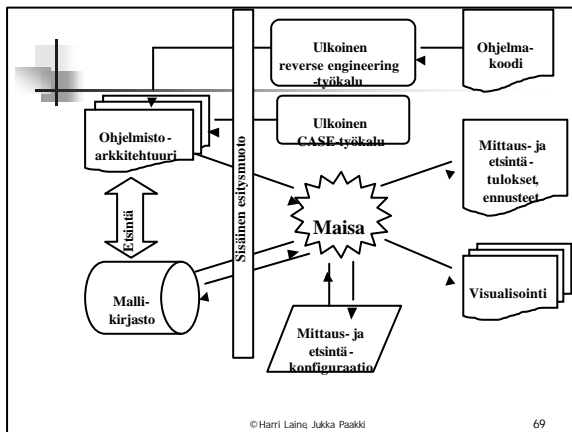 Ulkoinen
reverse engineering
-työkalu
Ohjelma-
koodi
Ohjelmisto-
arkkitehtuuri
Ulkoinen
CASE-työkalu
Mittaus- ja
etsintä-
tulokset,
ennusteet
Etsintä
Sisäinen esitysmuoto
Maisa
Malli-
kirjasto
Visualisointi
Mittaus- ja
etsintä-
konfiguraatio
© Harri Laine, Jukka Paakki
69